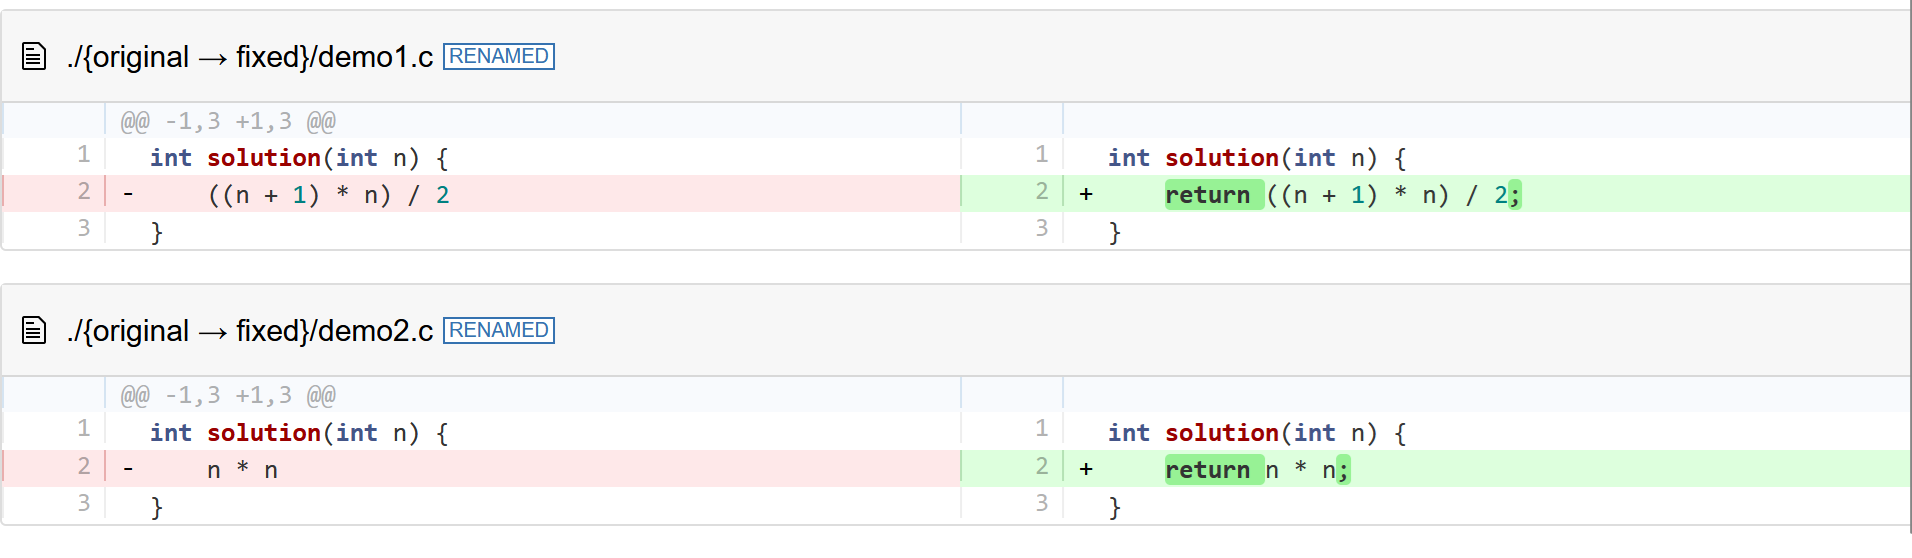 ./{original → fixed}/demo1.c RENAMED
@@ -1,3 +1,3 @@
1 int solution(int n) { 1 int solution(int n) {
2 - ((n + 1) * n) / 2 2 + return ((n + 1) * n) / 2;
3 } 3 }
./{original → fixed}/demo2.c RENAMED
@@ -1,3 +1,3 @@
1 int solution(int n) { 1 int solution(int n) {
2 - n * n 2 + return n * n;
3 } 3 }